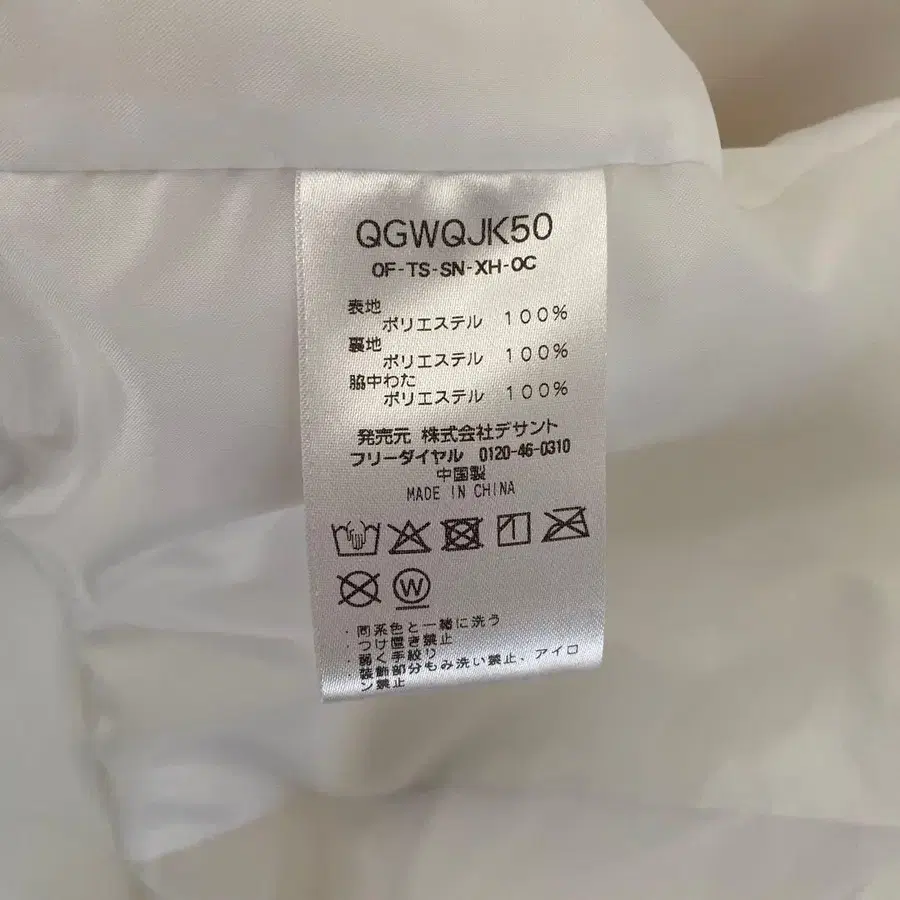 QGWQJK50
OF-TS-SN-XH-OC
表地
ポリエステル 100%
裏地
ポリエステル 100%
脇中わた
ポリエステル 100%
発売元 株式会社デサント
フリーダイヤル 0120-46-0310
中国製
MADE IN CHINA
W
・同系色と一緒に洗う
・つけ置き禁止
・弱く手絞り
・装飾部分もみ洗い禁止、アイロ
ン禁止